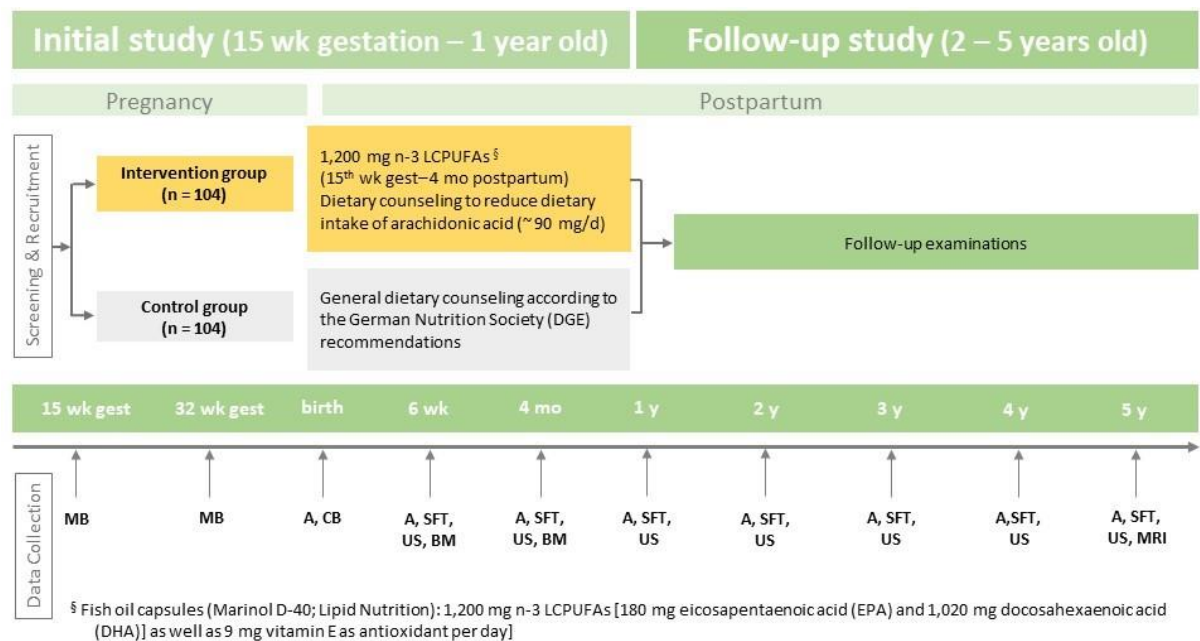 Initial study (15 wk gestation – 1 year old)
Follow-up study (2 – 5 years old)
Pregnancy
Postpartum
Screening & Recruitment
Intervention group
(n = 104)
1,200 mg n-3 LCPUFAs §
(15th wk gest–4 mo postpartum)
Dietary counseling to reduce dietary
intake of arachidonic acid (~90 mg/d)
Follow-up examinations
Control group
(n = 104)
General dietary counseling according to
the German Nutrition Society (DGE)
recommendations
15 wk gest
32 wk gest
birth
6 wk
4 mo
1 y
2 y
3 y
4 y
5 y
Data Collection
MB
MB
A, CB
A, SFT,
US, BM
A, SFT,
US, BM
A, SFT,
US
A, SFT,
US
A, SFT,
US
A,SFT,
US
A, SFT,
US, MRI
§ Fish oil capsules (Marinol D-40; Lipid Nutrition): 1,200 mg n-3 LCPUFAs [180 mg eicosapentaenoic acid (EPA) and 1,020 mg docosahexaenoic acid
(DHA)] as well as 9 mg vitamin E as antioxidant per day]